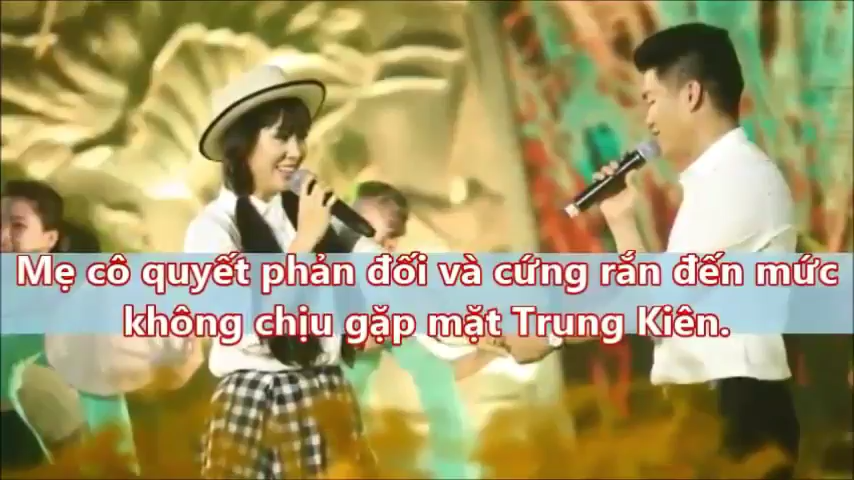 Mẹ cô quyết phản đối và cứng rắn đến mức
không chịu gặp mặt Trung Kiên.